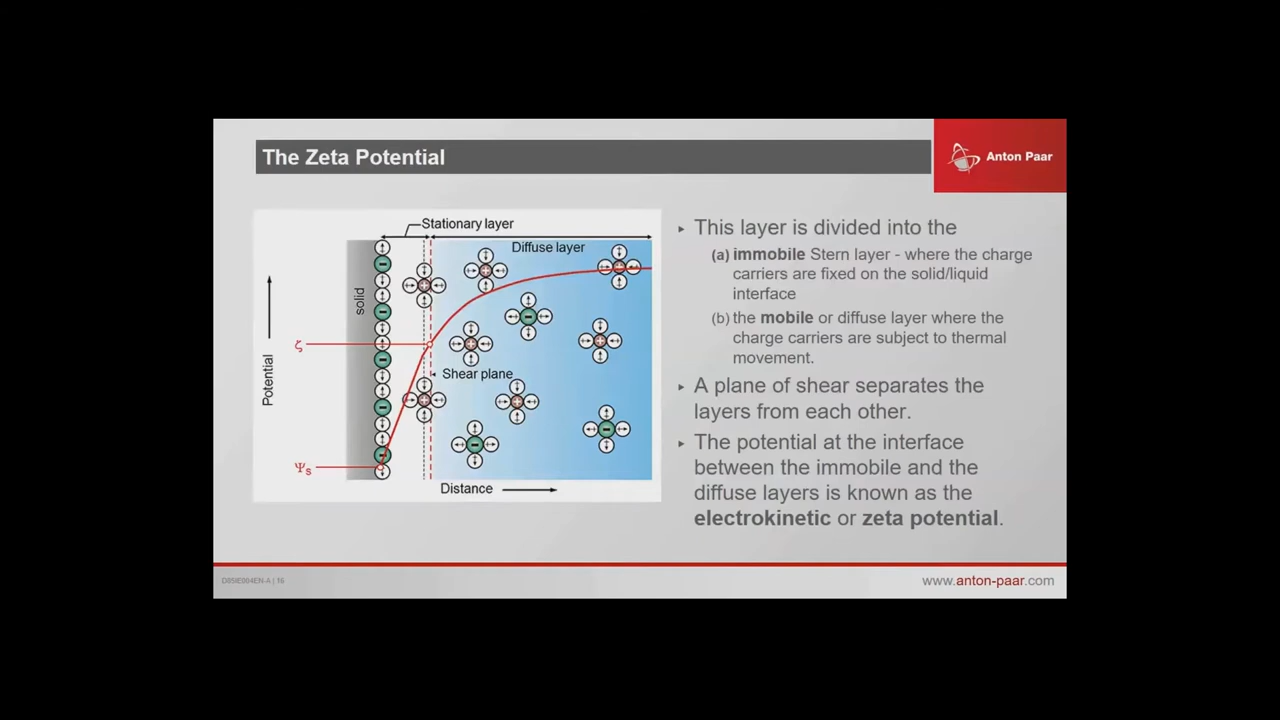 The Zeta Potential
Anton Paar
Stationary layer
Diffuse layer
solid
Potential
ζ
Shear plane
Ψs
Distance
This layer is divided into the
(a) immobile Stern layer - where the charge
carriers are fixed on the solid/liquid
interface
(b) the mobile or diffuse layer where the
charge carriers are subject to thermal
movement.
A plane of shear separates the
layers from each other.
The potential at the interface
between the immobile and the
diffuse layers is known as the
electrokinetic or zeta potential.
www.anton-paar.com